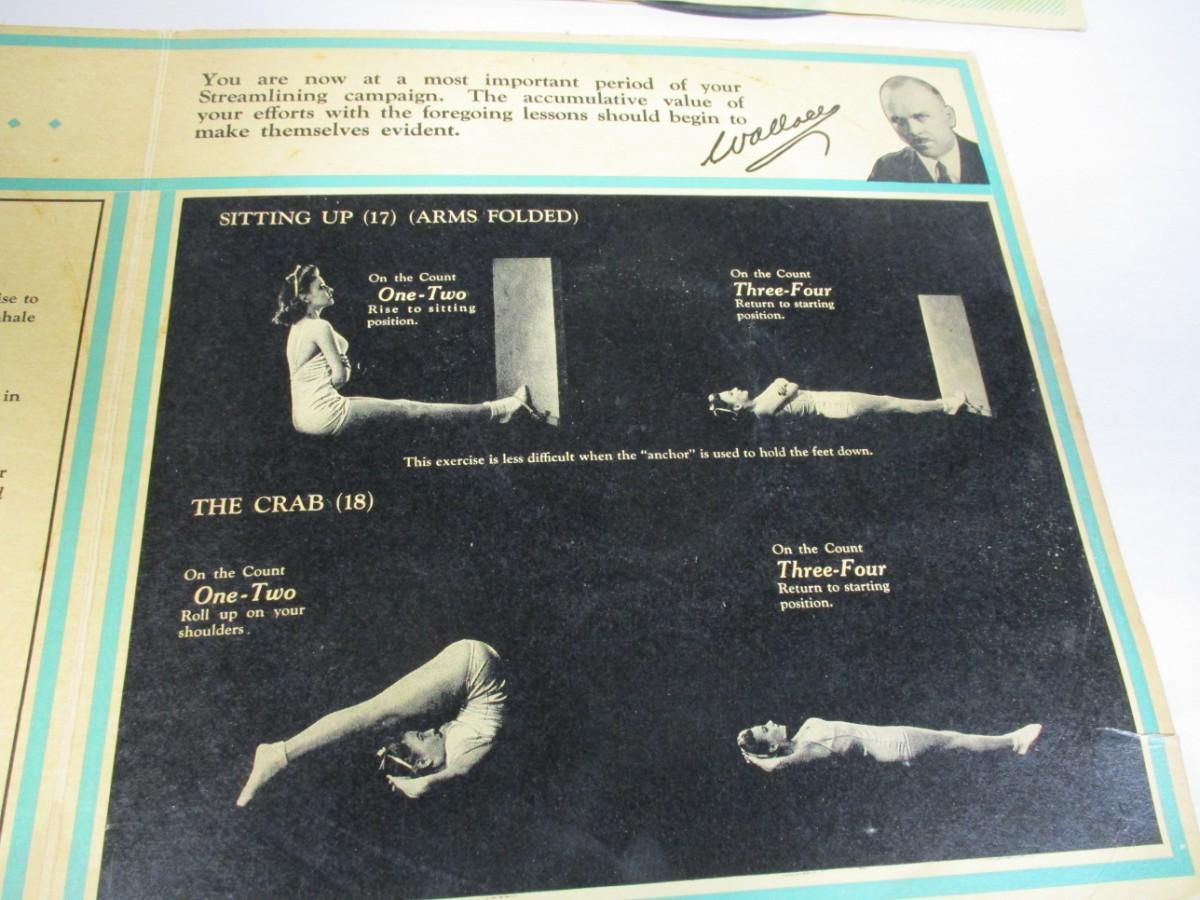 You are now at a most important period of your
Streamlining campaign. The accumulative value of
your efforts with the foregoing lessons should begin to
make themselves evident.
Wallace
SITTING UP (17) (ARMS FOLDED)
On the Count
One-Two
Rise to sitting
position.
On the Count
Three-Four
Return to starting
position.
This exercise is less difficult when the "anchor" is used to hold the feet down.
THE CRAB (18)
On the Count
One-Two
Roll up on your
shoulders.
On the Count
Three-Four
Return to starting
position.
to
in